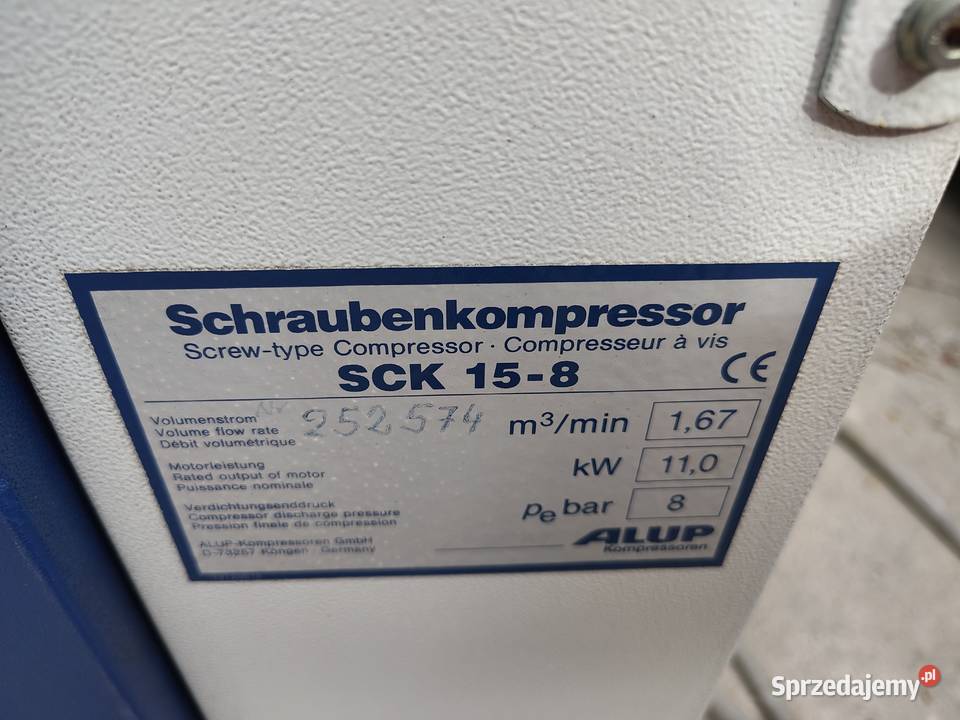 Schraubenkompressor
Screw-type Compressor · Compresseur à vis
SCK 15-8 CE
Volumenstrom Nr 252574
Volume flow rate m³/min 1,67
Débit volumétrique
Motorleistung
Rated output of motor kW 11,0
Puissance nominale
Verdichtungsenddruck
Compressor discharge pressure pe bar 8
Pression finale de compression
ALUP-Kompressoren GmbH ALUP
D-73257 Köngen · Germany Kompressoren
Sprzedajemy.pl